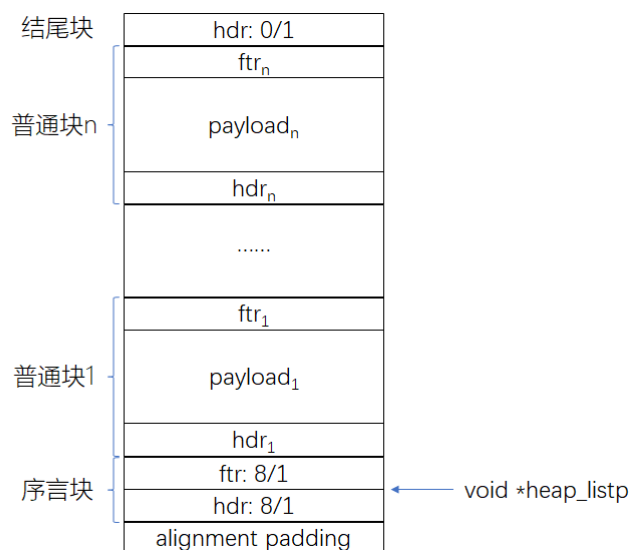 结尾块
hdr: 0/1
ftrₙ
普通块n
payloadₙ
hdrₙ
......
ftr₁
普通块1
payload₁
hdr₁
序言块
ftr: 8/1
void *heap_listp
hdr: 8/1
alignment padding